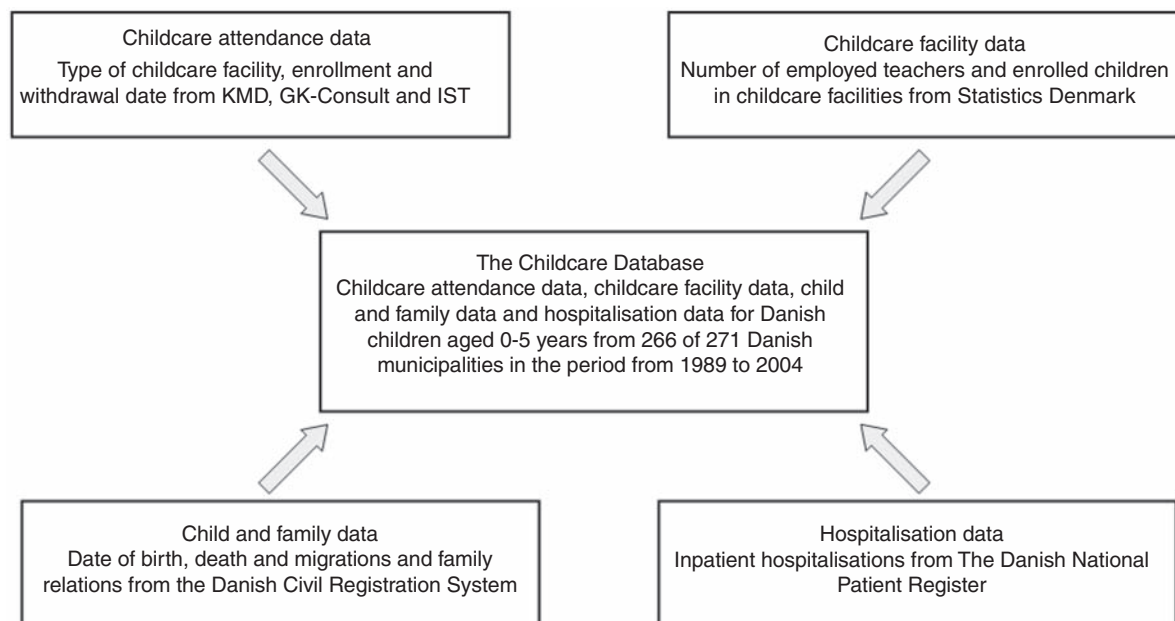 Childcare attendance data
Type of childcare facility, enrollment and
withdrawal date from KMD, GK-Consult and IST
Childcare facility data
Number of employed teachers and enrolled children
in childcare facilities from Statistics Denmark
The Childcare Database
Childcare attendance data, childcare facility data, child
and family data and hospitalisation data for Danish
children aged 0-5 years from 266 of 271 Danish
municipalities in the period from 1989 to 2004
Child and family data
Date of birth, death and migrations and family
relations from the Danish Civil Registration System
Hospitalisation data
Inpatient hospitalisations from The Danish National
Patient Register